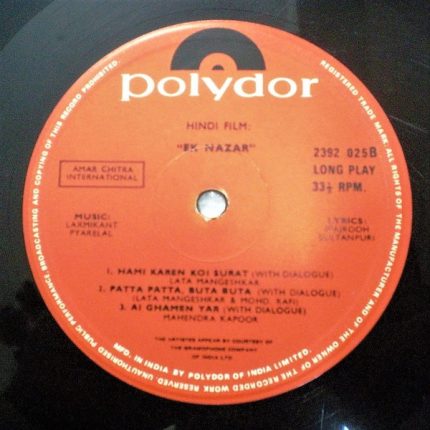 polydor
HINDI FILM:
"EK NAZAR"
2392 025B
LONG PLAY
33⅓ RPM.
AMAR CHITRA
INTERNATIONAL
MUSIC:
LAXMIKANT
PYARELAL
LYRICS:
MAJROOH
SULTANPURI
1. HAMI KAREN KOI SURAT (WITH DIALOGUE)
LATA MANGESHKAR
2. PATTA PATTA, BUTA BUTA (WITH DIALOGUE)
(LATA MANGESHKAR & MOHD. RAFI)
3. AI GHAMEN YAR (WITH DIALOGUE)
MAHENDRA KAPOOR
THE ARTISTES APPEAR BY COURTESY OF
THE GRAMOPHONE COMPANY
OF INDIA LTD
MFD. IN INDIA BY POLYDOR OF INDIA LIMITED.
REGISTERED TRADE MARK. ALL RIGHTS OF THE MANUFACTURER AND OF THE OWNER OF THE RECORDED WORK RESERVED. UNAUTHORISED PUBLIC PERFORMANCE, BROADCASTING AND COPYING OF THIS RECORD PROHIBITED.